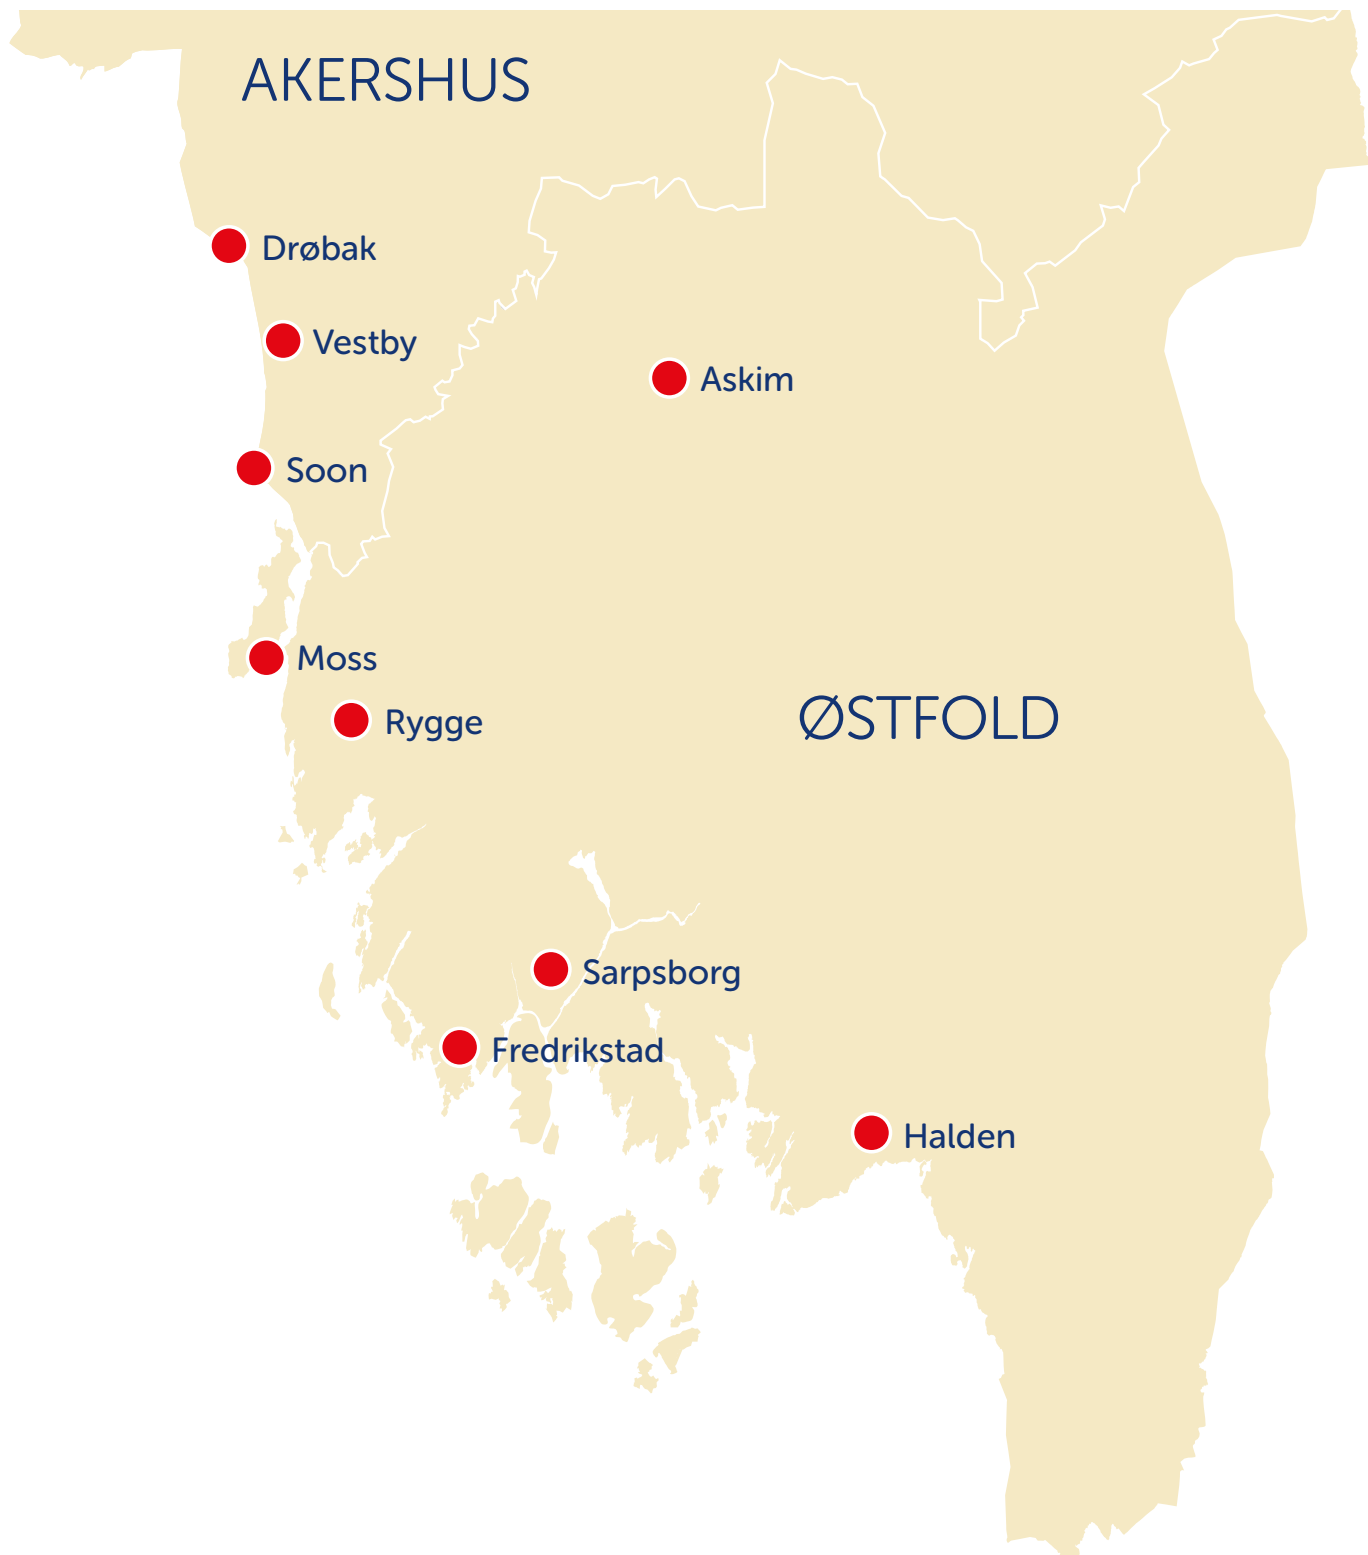 AKERSHUS
Drøbak
Vestby
Askim
Soon
Moss
Rygge
ØSTFOLD
Sarpsborg
Fredrikstad
Halden